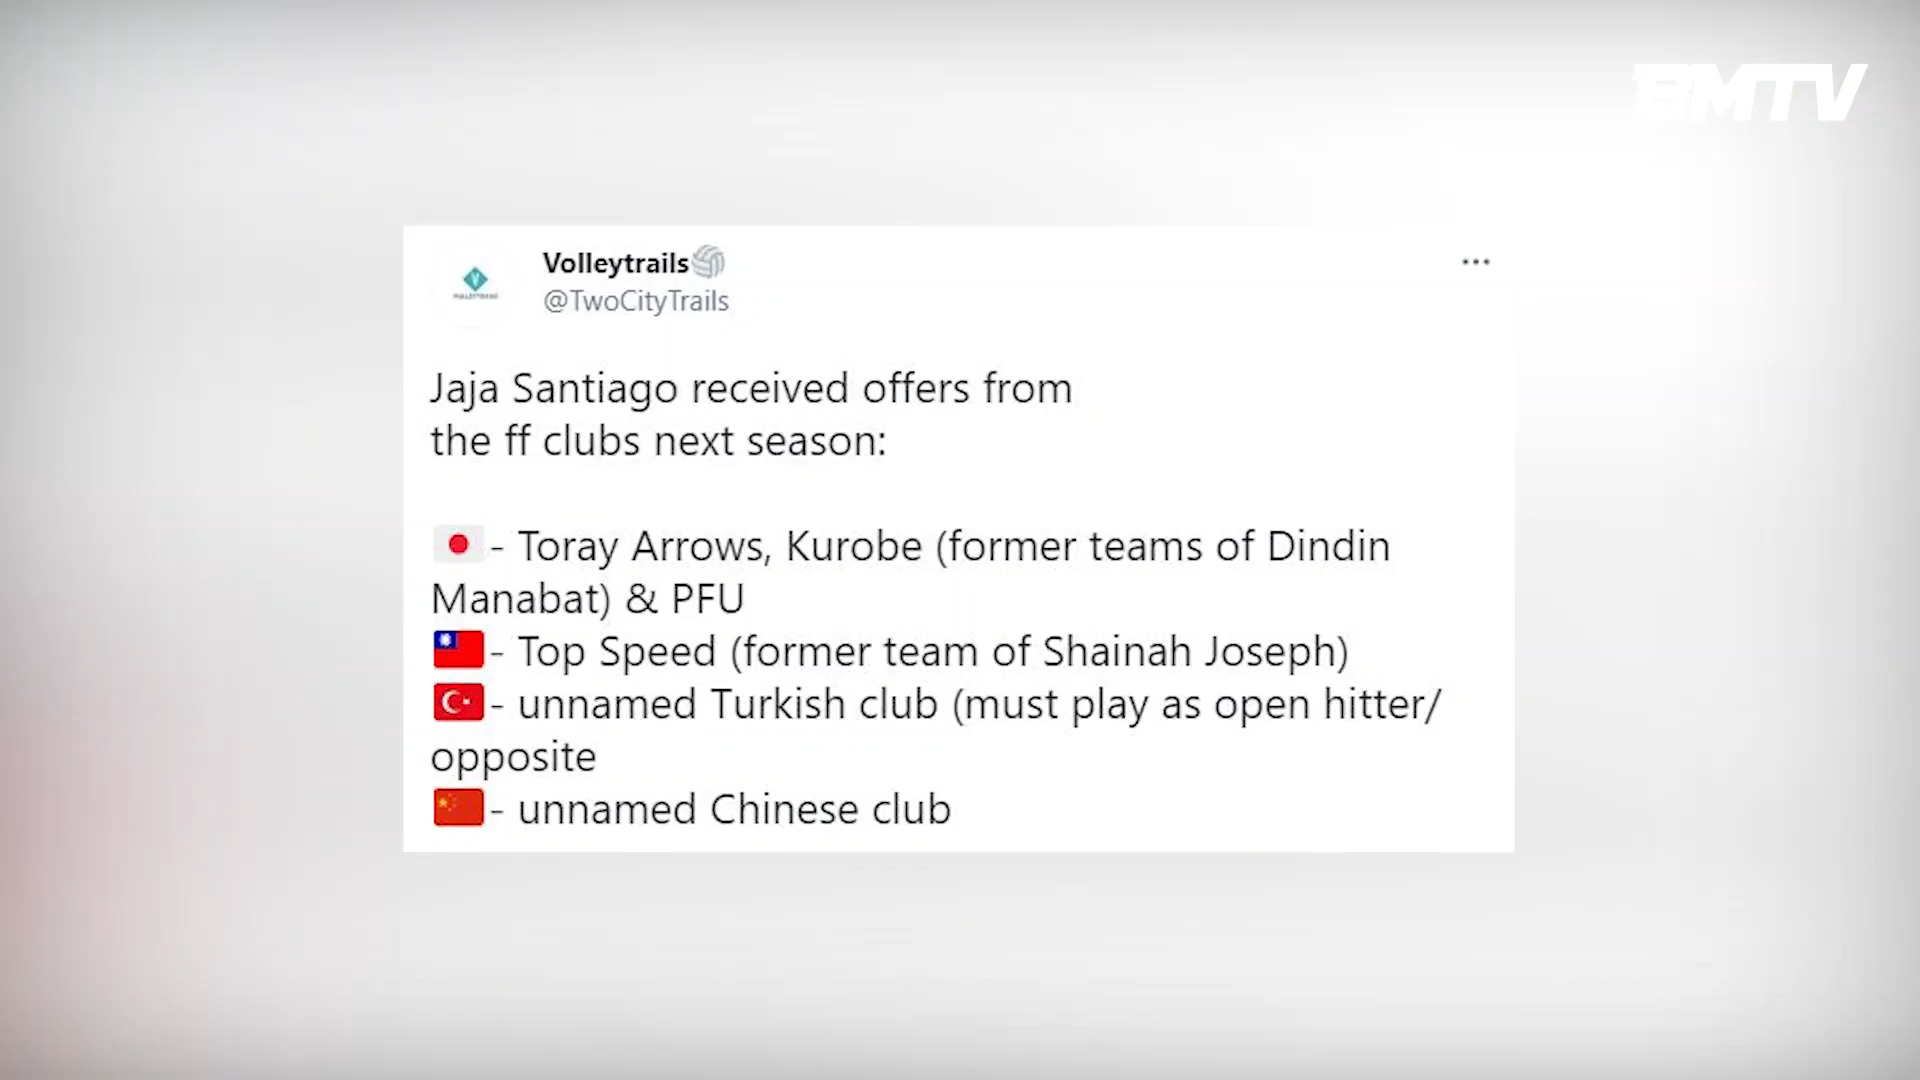 BMTV
Volleytrails
@TwoCityTrails
Jaja Santiago received offers from
the ff clubs next season:
- Toray Arrows, Kurobe (former teams of Dindin
Manabat) & PFU
- Top Speed (former team of Shainah Joseph)
- unnamed Turkish club (must play as open hitter/
opposite
- unnamed Chinese club